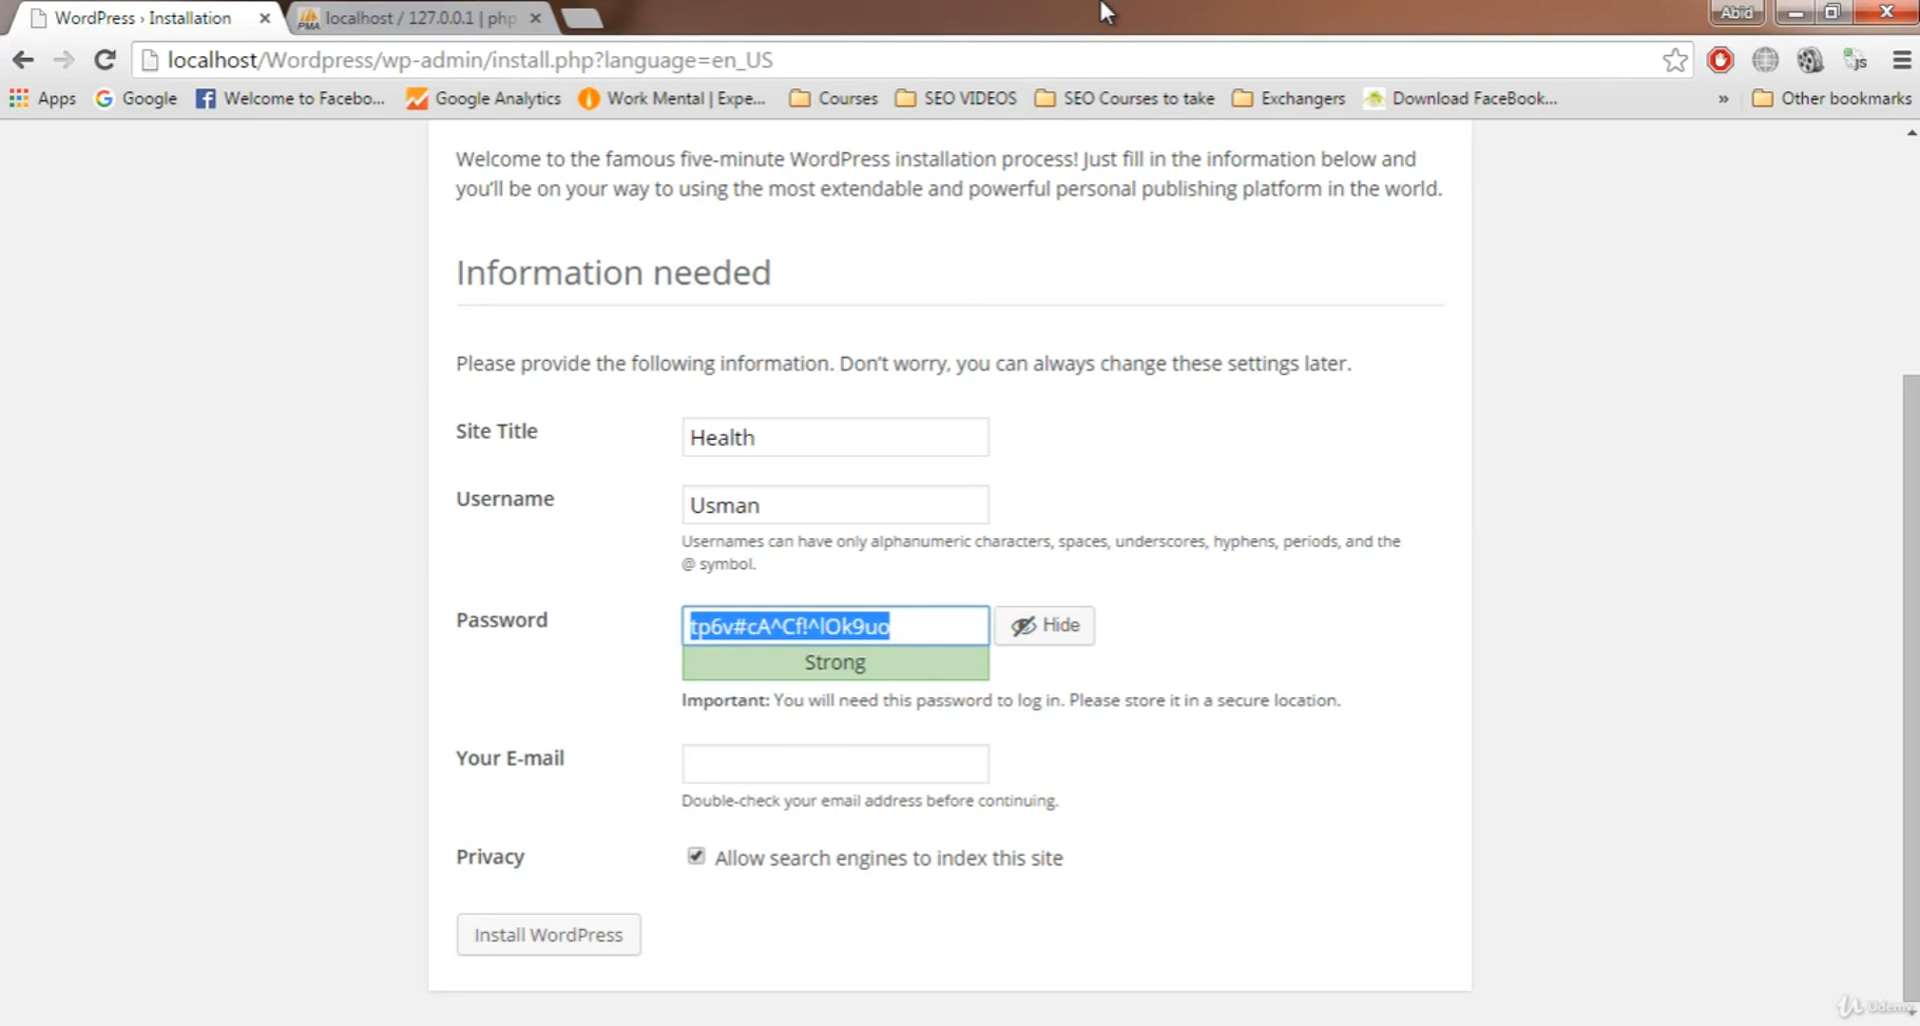 WordPress › Installation
localhost / 127.0.0.1 | php
Abid
localhost/Wordpress/wp-admin/install.php?language=en_US
Apps
Google
Welcome to Facebo...
Google Analytics
Work Mental | Expe...
Courses
SEO VIDEOS
SEO Courses to take
Exchangers
Download FaceBook...
»
Other bookmarks
Welcome to the famous five-minute WordPress installation process! Just fill in the information below and
you’ll be on your way to using the most extendable and powerful personal publishing platform in the world.
Information needed
Please provide the following information. Don’t worry, you can always change these settings later.
Site Title
Health
Username
Usman
Usernames can have only alphanumeric characters, spaces, underscores, hyphens, periods, and the
@ symbol.
Password
tp6v#cA^Cf!^lOk9uo
Hide
Strong
Important: You will need this password to log in. Please store it in a secure location.
Your E-mail
Double-check your email address before continuing.
Privacy
Allow search engines to index this site
Install WordPress
Udemy